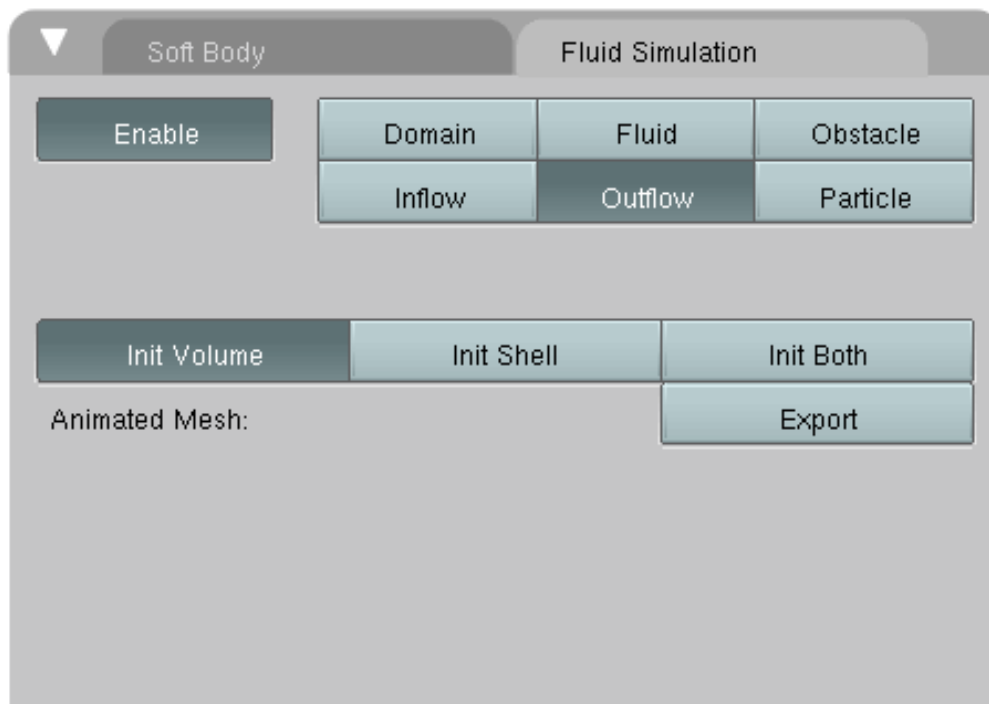 Soft Body Fluid Simulation
Enable Domain Fluid Obstacle
Inflow Outflow Particle
Init Volume Init Shell Init Both
Animated Mesh: Export